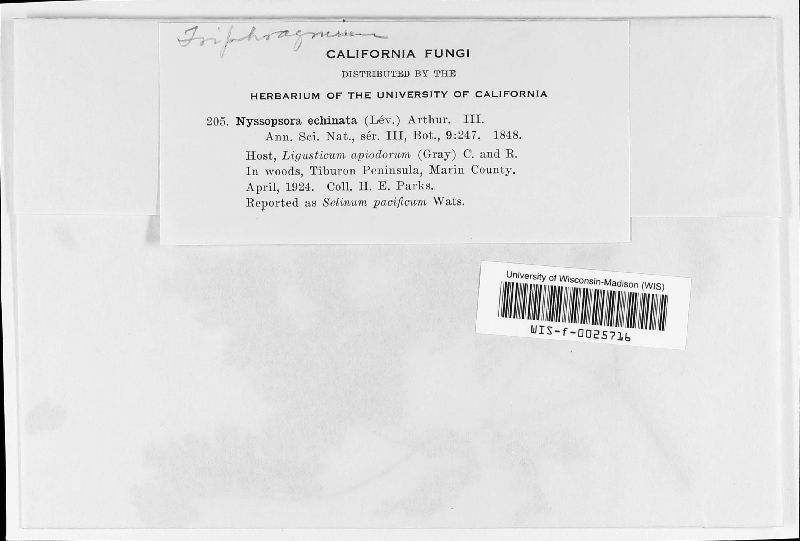 Triphragmium
CALIFORNIA FUNGI
DISTRIBUTED BY THE
HERBARIUM OF THE UNIVERSITY OF CALIFORNIA
205. Nyssopsora echinata (Lév.) Arthur. III.
Ann. Sci. Nat., sér. III, Bot., 9:247. 1848.
Host, Ligusticum apiodorum (Gray) C. and R.
In woods, Tiburon Peninsula, Marin County.
April, 1924. Coll. H. E. Parks.
Reported as Selinum pacificum Wats.
University of Wisconsin-Madison (WIS)
WIS-f-0025716